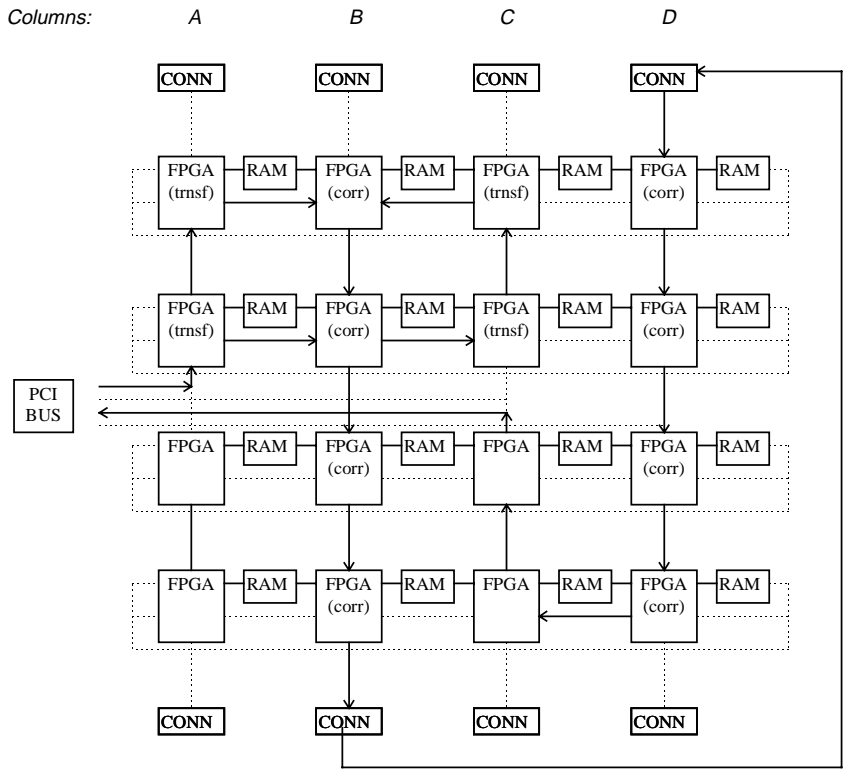 Columns: A B C D
CONN CONN CONN CONN
FPGA RAM FPGA RAM FPGA RAM FPGA RAM
(trnsf) (corr) (trnsf) (corr)
FPGA RAM FPGA RAM FPGA RAM FPGA RAM
(trnsf) (corr) (trnsf) (corr)
PCI
BUS
FPGA RAM FPGA RAM FPGA RAM FPGA RAM
(corr) (corr)
FPGA RAM FPGA RAM FPGA RAM FPGA RAM
(corr) (corr)
CONN CONN CONN CONN